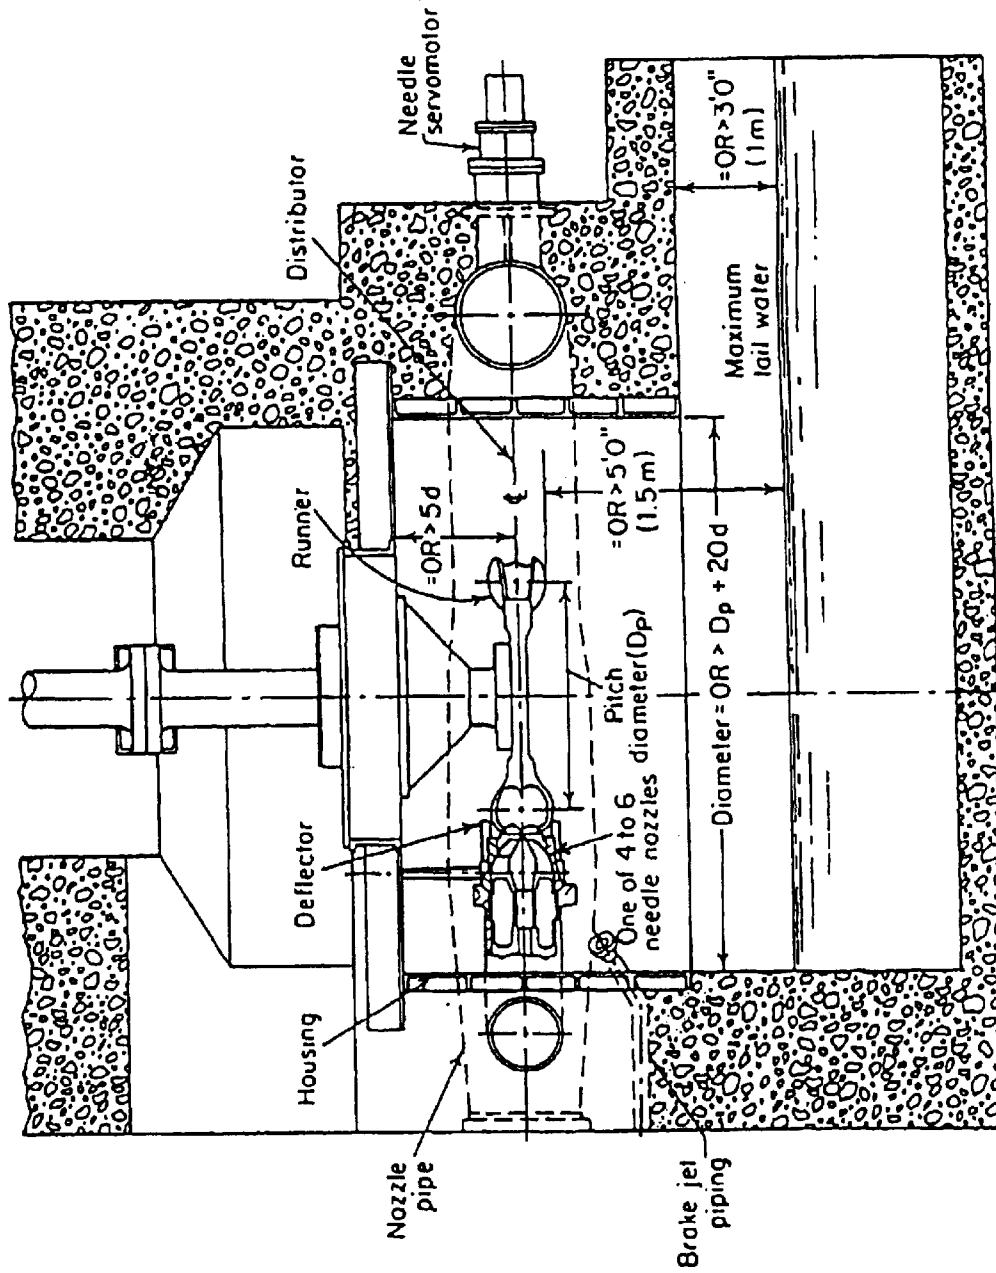 Housing
Deflector
Runner
Distributor
Nozzle
pipe
Needle
servomotor
=OR>5d
℄
Pitch
diameter(Dp)
=OR>5'0"
(1.5m)
One of 4 to 6
needle nozzles
Brake jet
piping
Diameter=OR>Dp+20d
Maximum
tail water
=OR>3'0"
(1m)